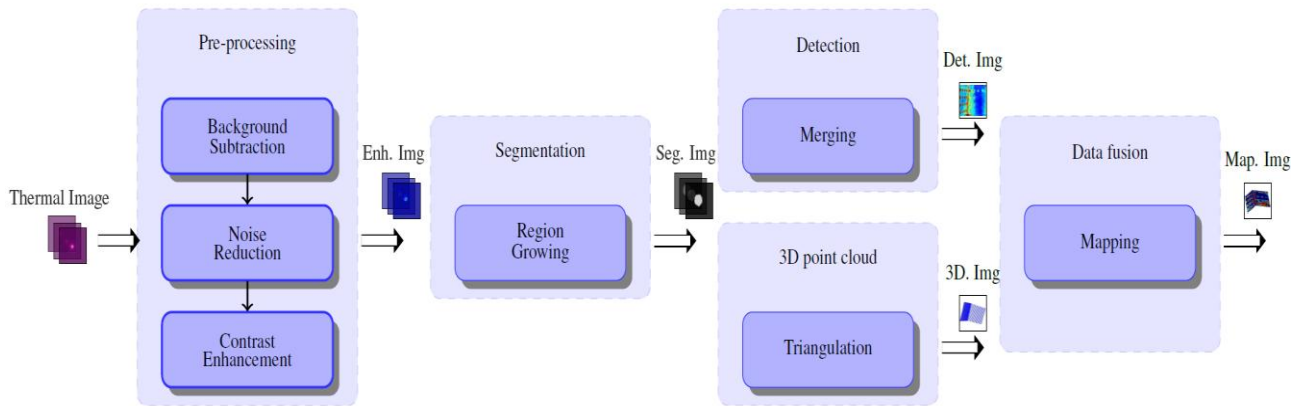 Thermal Image
Pre-processing
Background
Subtraction
Noise
Reduction
Contrast
Enhancement
Enh. Img
Segmentation
Region
Growing
Seg. Img
Detection
Merging
3D point cloud
Triangulation
Det. Img
3D. Img
Data fusion
Mapping
Map. Img